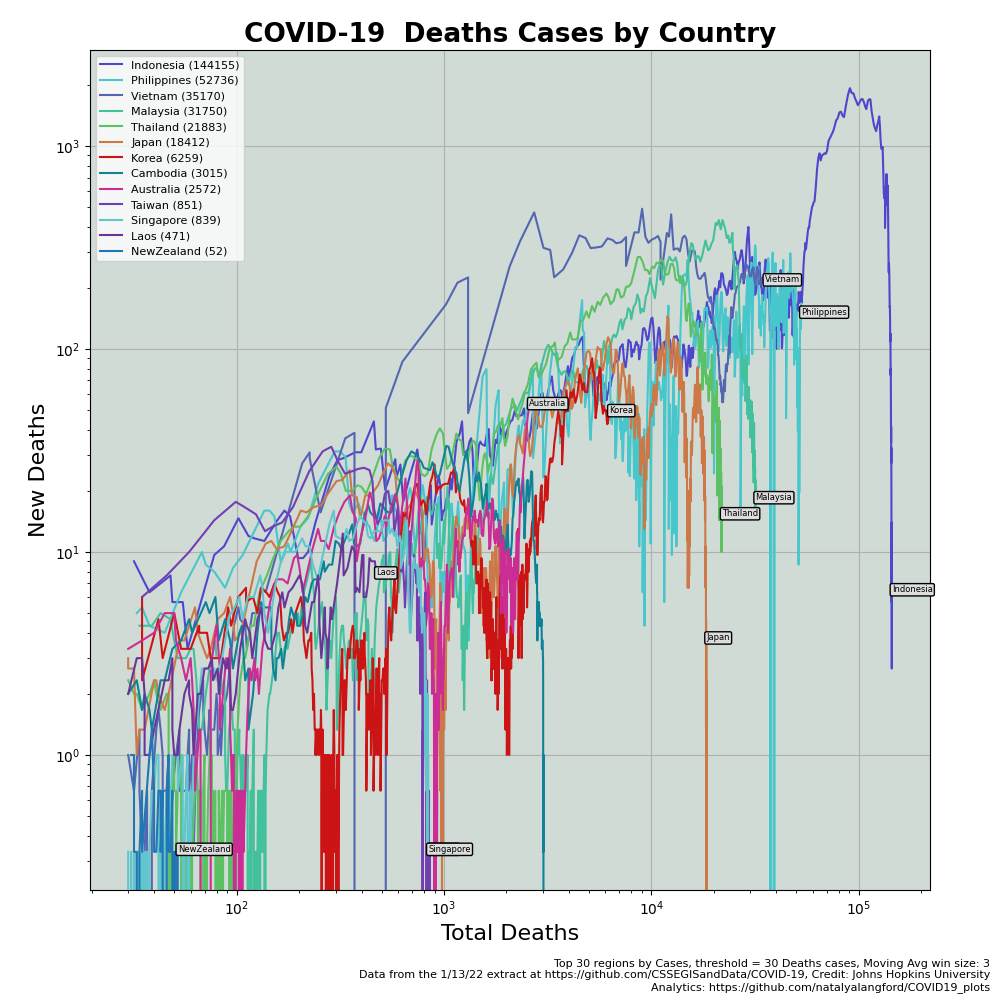 COVID-19  Deaths Cases by Country
Indonesia (144155)
Philippines (52736)
Vietnam (35170)
Malaysia (31750)
Thailand (21883)
Japan (18412)
Korea (6259)
Cambodia (3015)
Australia (2572)
Taiwan (851)
Singapore (839)
Laos (471)
NewZealand (52)
New Deaths
10³
10²
10¹
10⁰
Vietnam
Philippines
Australia
Korea
Malaysia
Thailand
Laos
Indonesia
Japan
NewZealand
Singapore
10²
10³
10⁴
10⁵
Total Deaths
Top 30 regions by Cases, threshold = 30 Deaths cases, Moving Avg win size: 3
Data from the 1/13/22 extract at https://github.com/CSSEGISandData/COVID-19, Credit: Johns Hopkins University
Analytics: https://github.com/natalyalangford/COVID19_plots